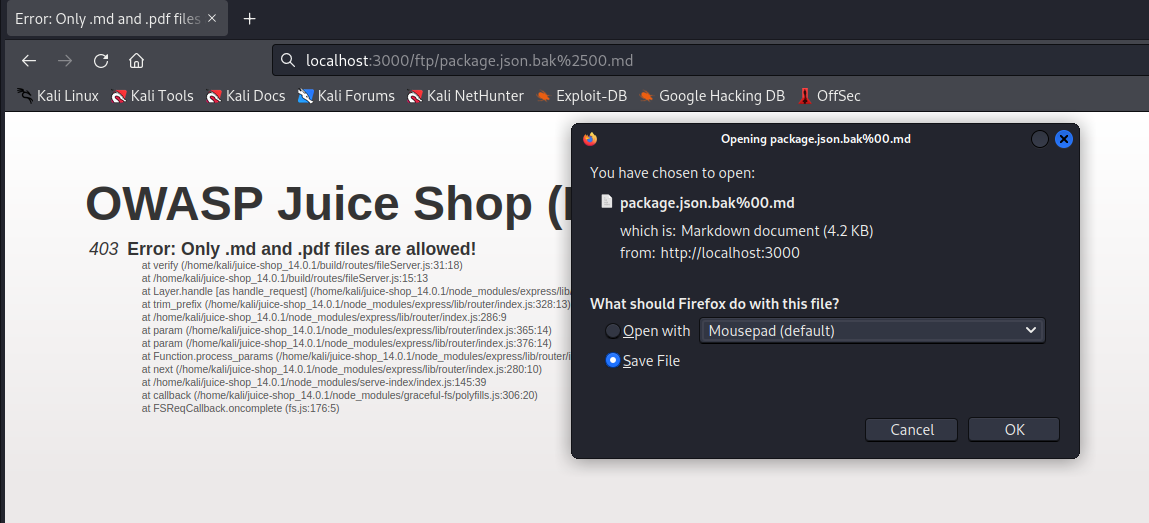 Error: Only .md and .pdf files
localhost:3000/ftp/package.json.bak%2500.md
Kali Linux Kali Tools Kali Docs Kali Forums Kali NetHunter Exploit-DB Google Hacking DB OffSec
OWASP Juice Shop (
403 Error: Only .md and .pdf files are allowed!
at verify (/home/kali/juice-shop_14.0.1/build/routes/fileServer.js:31:18)
at /home/kali/juice-shop_14.0.1/build/routes/fileServer.js:15:13
at Layer.handle [as handle_request] (/home/kali/juice-shop_14.0.1/node_modules/express/lib
at trim_prefix (/home/kali/juice-shop_14.0.1/node_modules/express/lib/router/index.js:328:13)
at /home/kali/juice-shop_14.0.1/node_modules/express/lib/router/index.js:286:9
at param (/home/kali/juice-shop_14.0.1/node_modules/express/lib/router/index.js:365:14)
at param (/home/kali/juice-shop_14.0.1/node_modules/express/lib/router/index.js:376:14)
at Function.process_params (/home/kali/juice-shop_14.0.1/node_modules/express/lib/router/i
at next (/home/kali/juice-shop_14.0.1/node_modules/express/lib/router/index.js:280:10)
at /home/kali/juice-shop_14.0.1/node_modules/serve-index/index.js:145:39
at callback (/home/kali/juice-shop_14.0.1/node_modules/graceful-fs/polyfills.js:306:20)
at FSReqCallback.oncomplete (fs.js:176:5)
Opening package.json.bak%00.md
You have chosen to open:
package.json.bak%00.md
which is: Markdown document (4.2 KB)
from: http://localhost:3000
What should Firefox do with this file?
Open with Mousepad (default)
Save File
Cancel OK